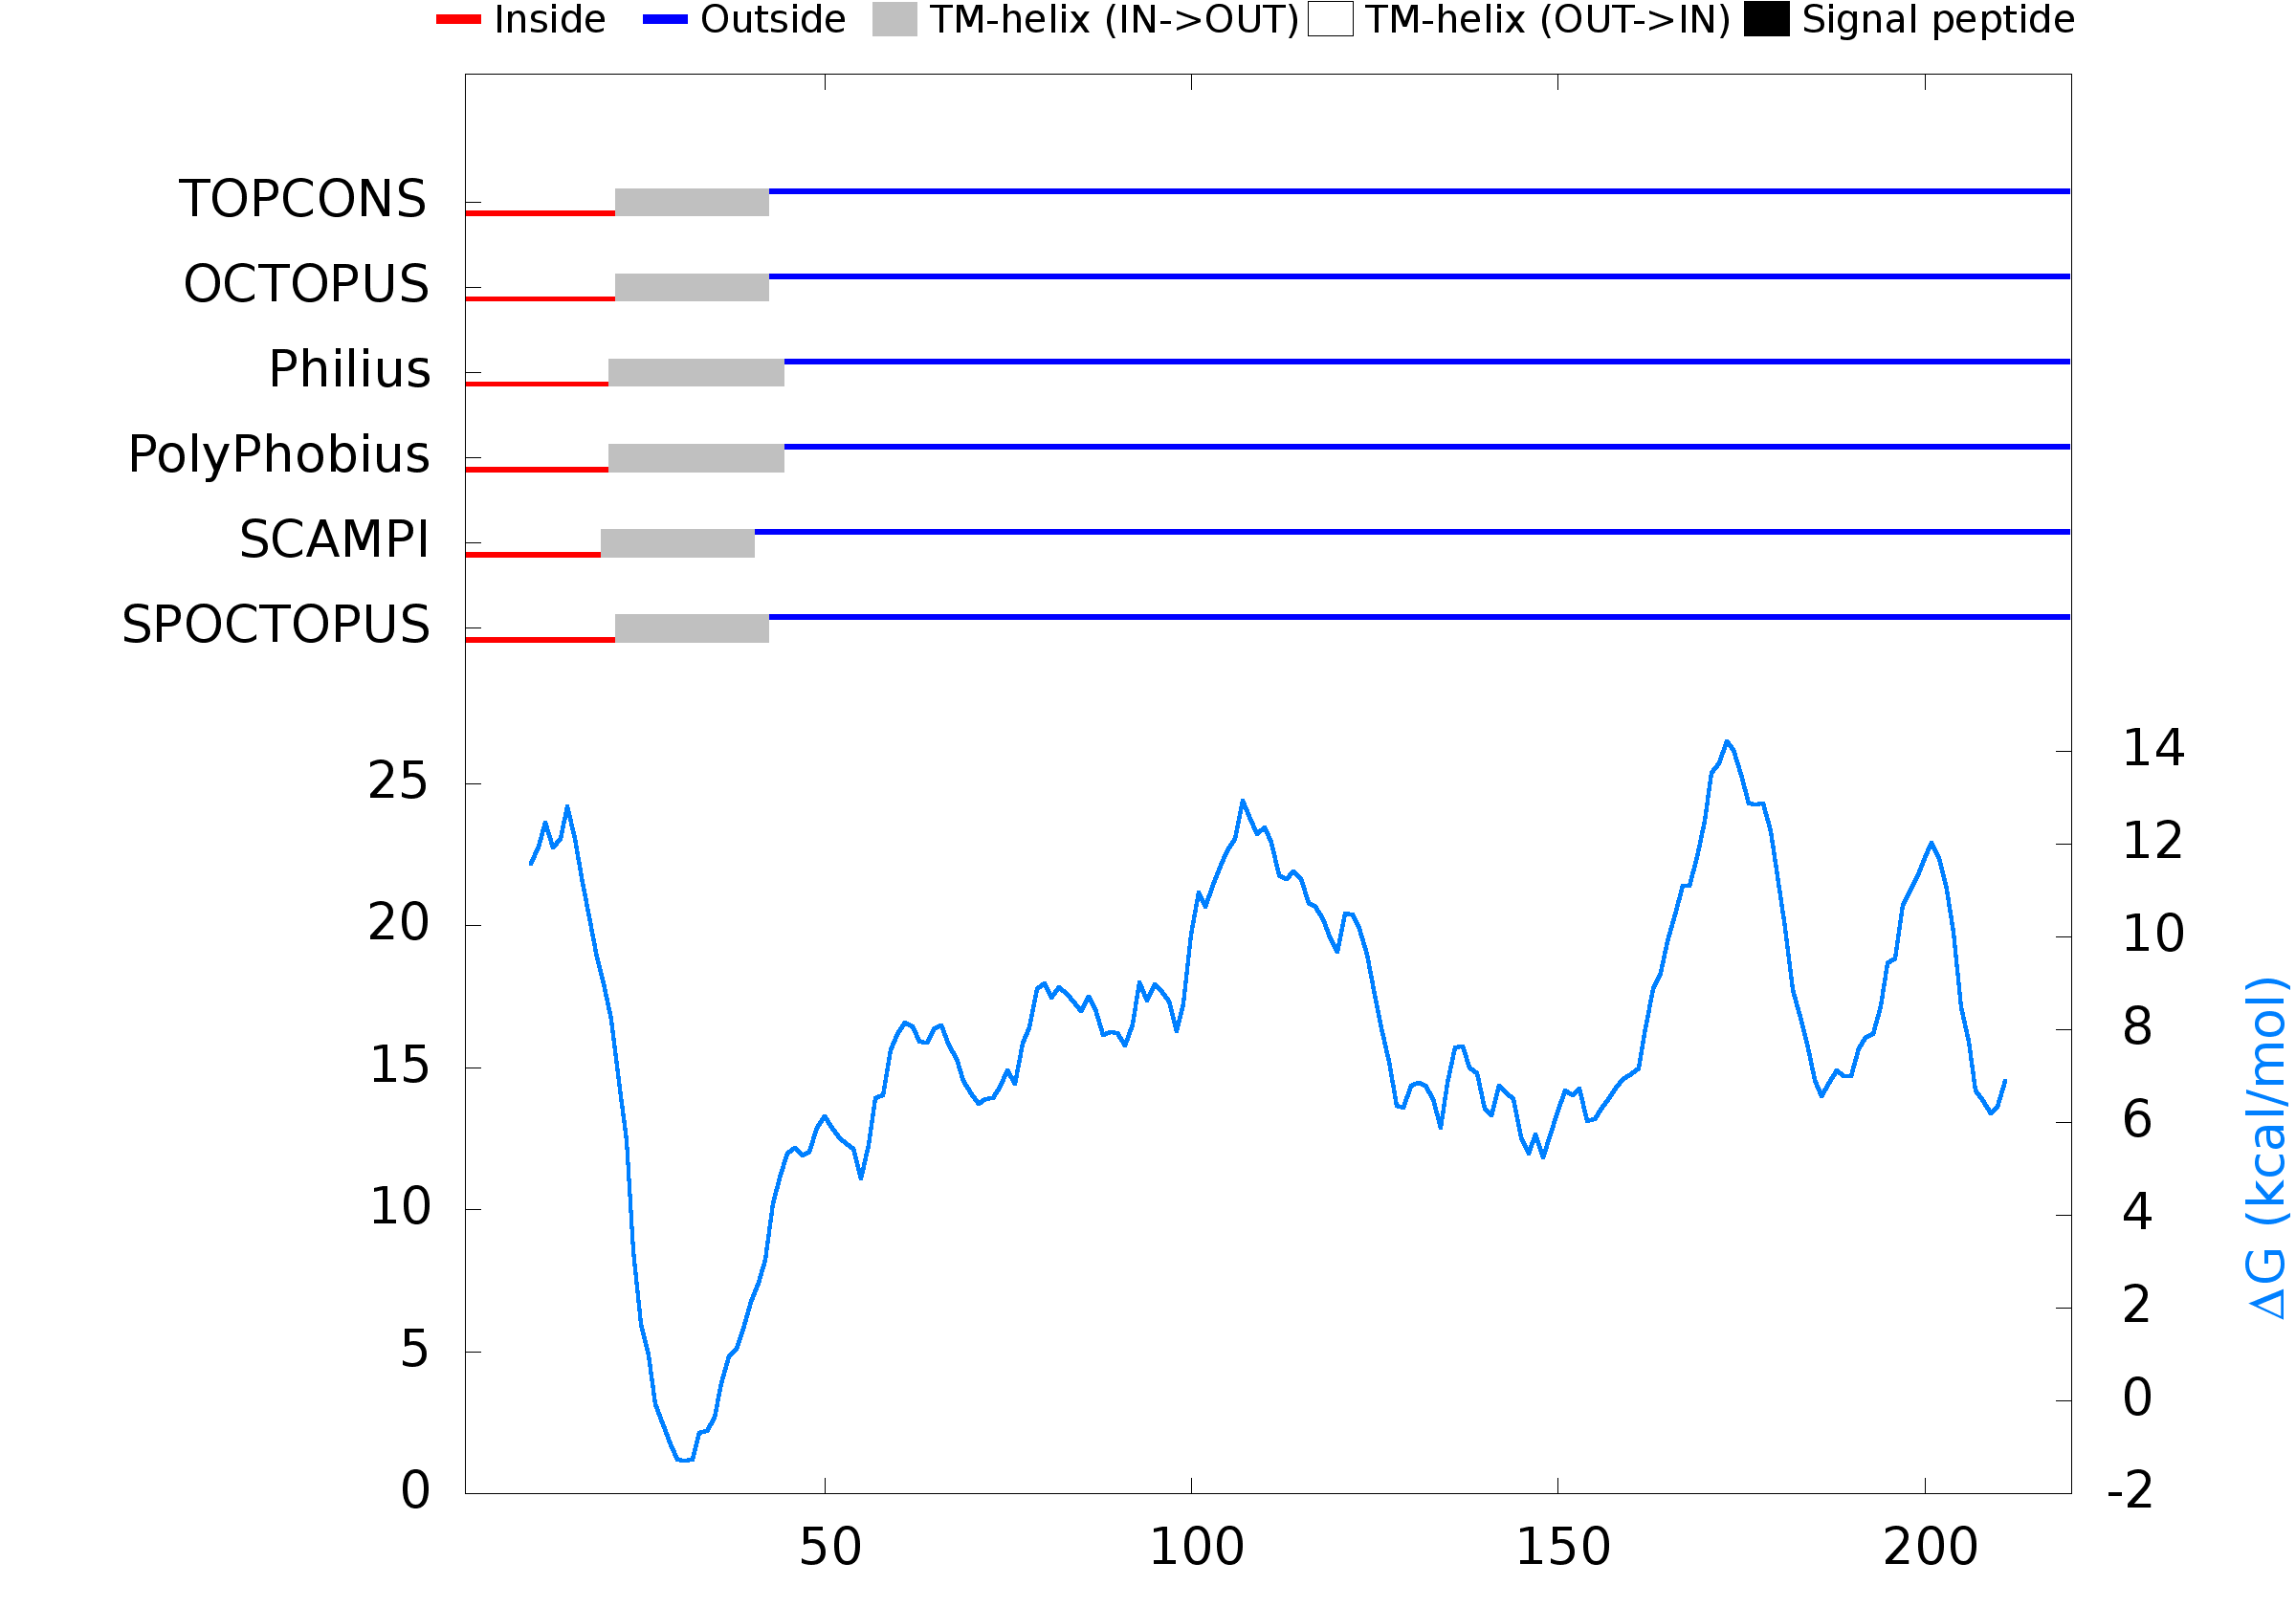 Inside Outside TM-helix (IN->OUT) TM-helix (OUT->IN) Signal peptide
TOPCONS
OCTOPUS
Philius
PolyPhobius
SCAMPI
SPOCTOPUS
14
25
12
20
10
15
8
6
10
4
5
2
0
0
-2
ΔG (kcal/mol)
50 100 150 200